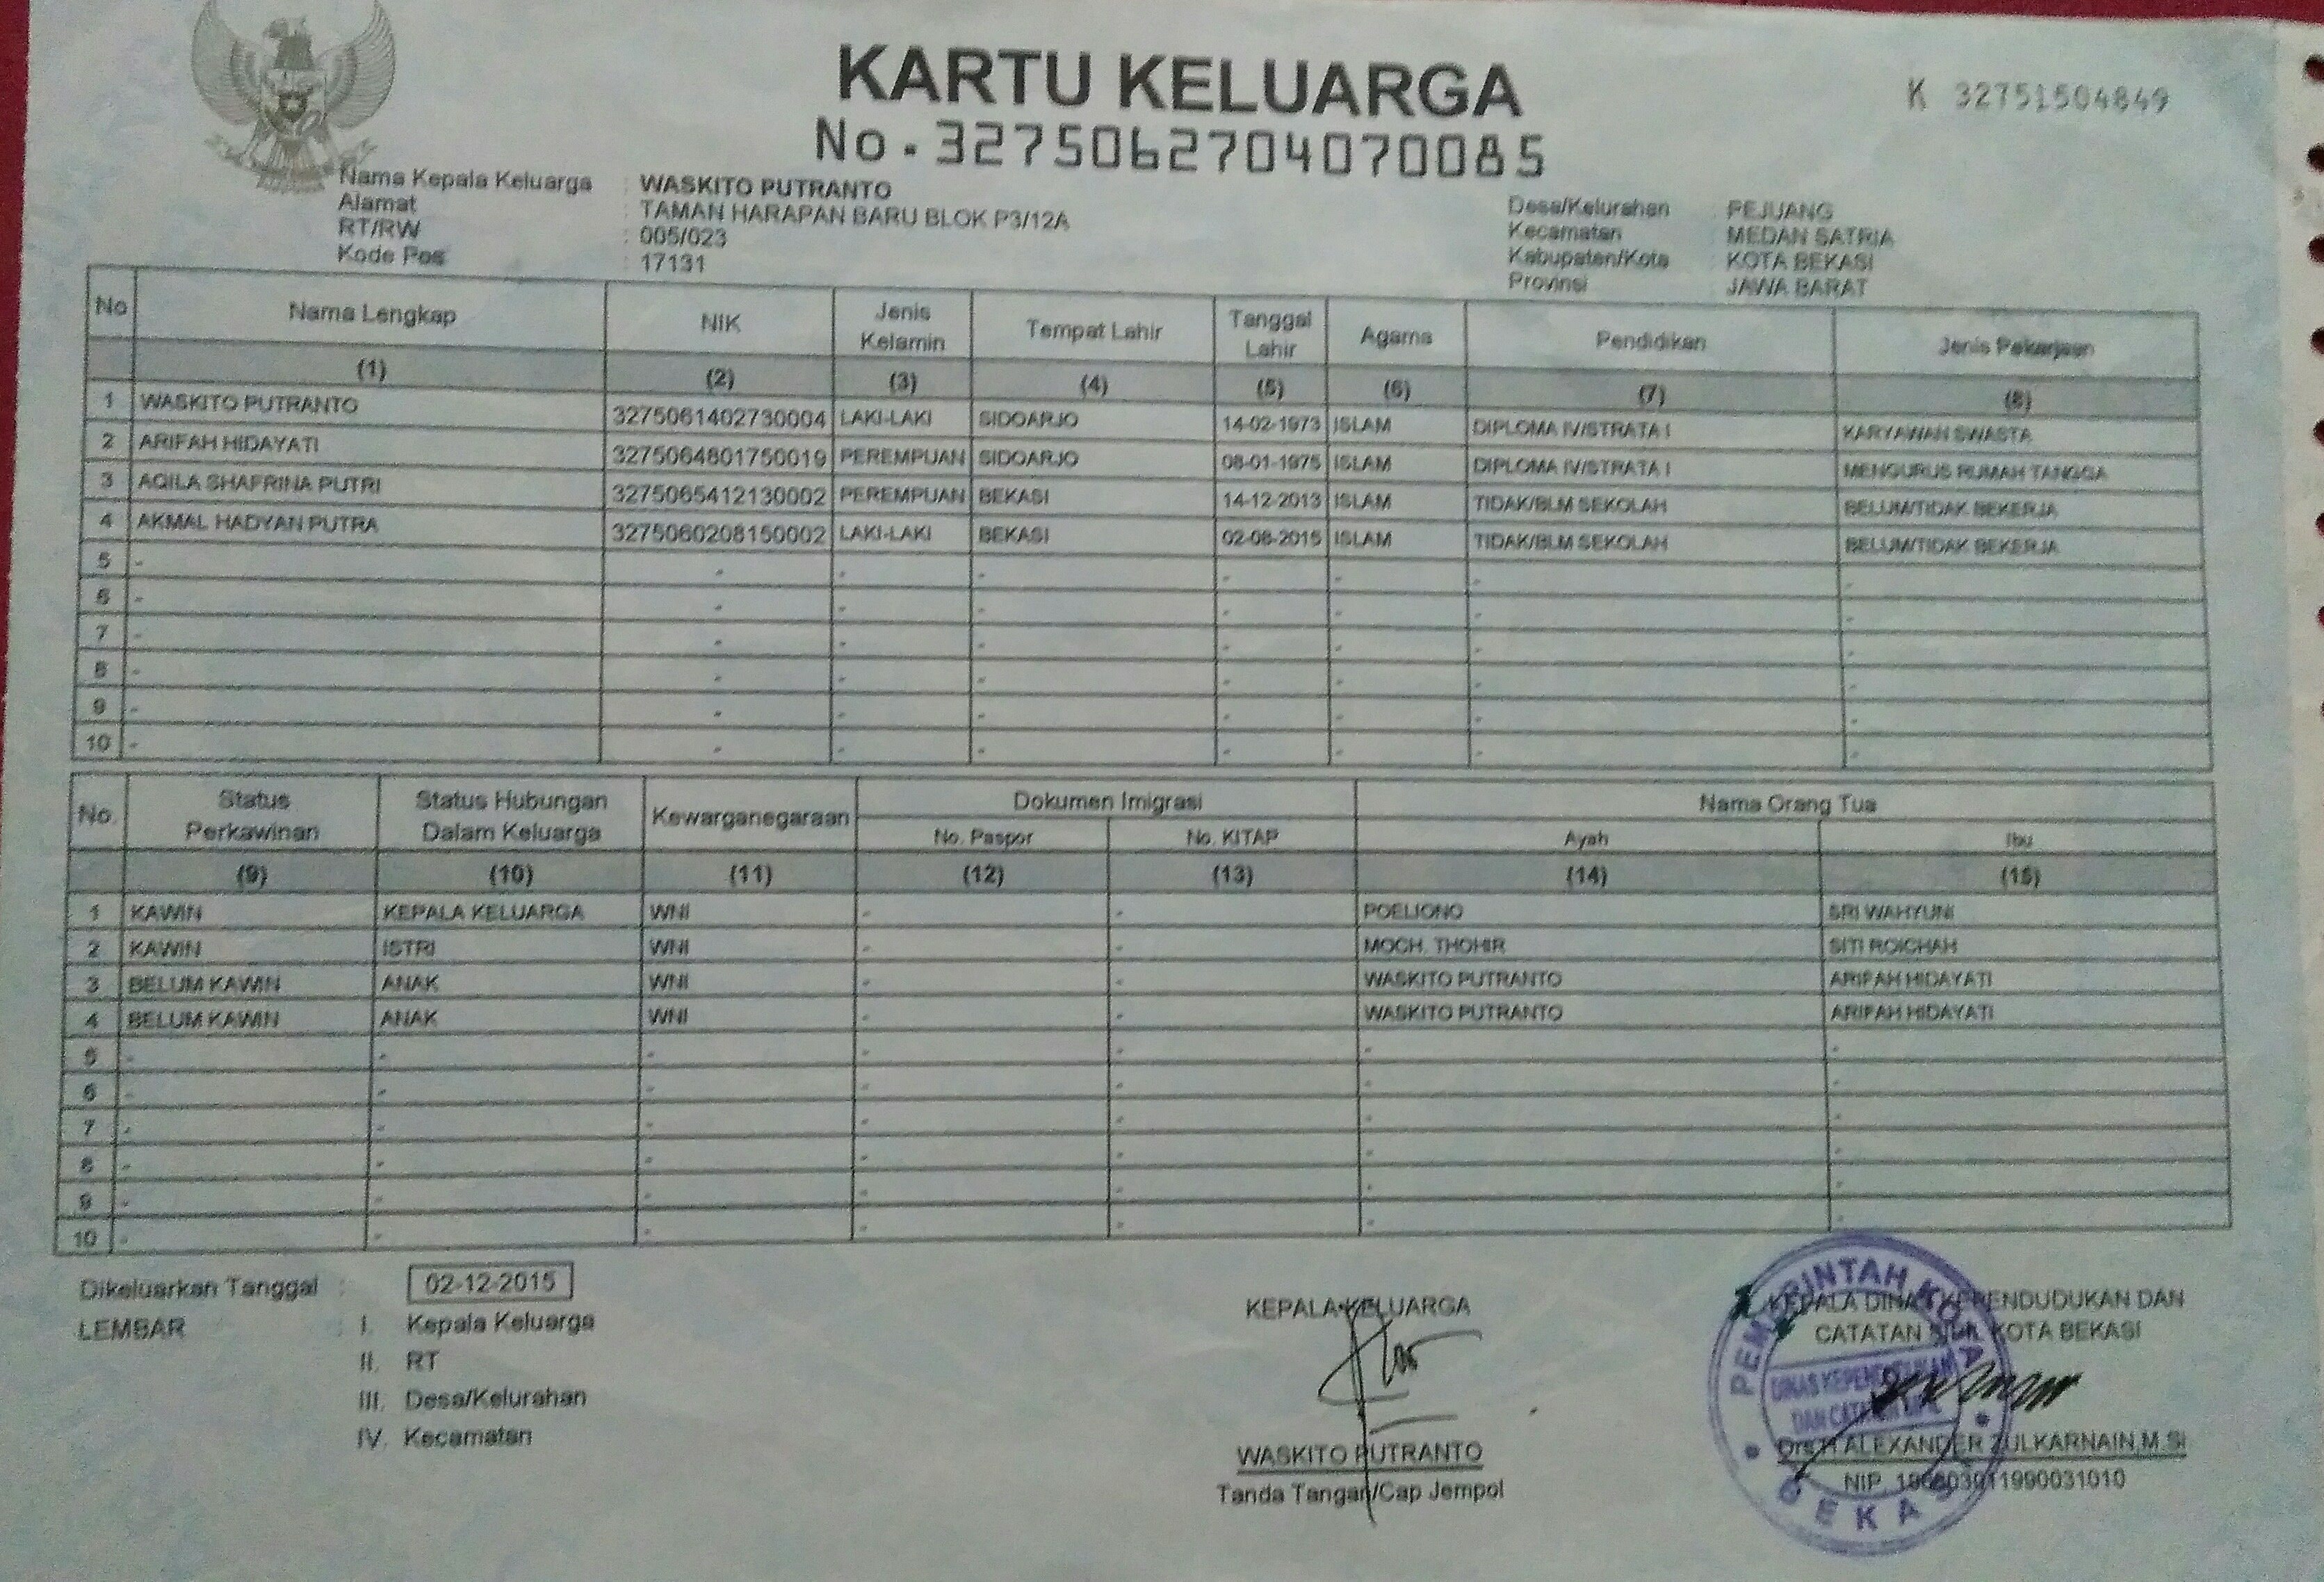 KARTU KELUARGA
No. 3275062704070085
K 32751504849
Nama Kepala Keluarga : WASKITO PUTRANTO
Alamat : TAMAN HARAPAN BARU BLOK P3/12A
RT/RW : 005/023
Kode Pos : 17131
Desa/Kelurahan : PEJUANG
Kecamatan : MEDAN SATRIA
Kabupaten/Kota : KOTA BEKASI
Provinsi : JAWA BARAT
No Nama Lengkap NIK Jenis Kelamin Tempat Lahir Tanggal Lahir Agama Pendidikan Jenis Pekerjaan
(1) (2) (3) (4) (5) (6) (7) (8)
1 WASKITO PUTRANTO 3275061402730004 LAKI-LAKI SIDOARJO 14-02-1973 ISLAM DIPLOMA IV/STRATA I KARYAWAN SWASTA
2 ARIFAH HIDAYATI 3275064801750019 PEREMPUAN SIDOARJO 08-01-1975 ISLAM DIPLOMA IV/STRATA I MENGURUS RUMAH TANGGA
3 AQILA SHAFRINA PUTRI 3275065412130002 PEREMPUAN BEKASI 14-12-2013 ISLAM TIDAK/BLM SEKOLAH BELUM/TIDAK BEKERJA
4 AKMAL HADYAN PUTRA 3275060208150002 LAKI-LAKI BEKASI 02-08-2015 ISLAM TIDAK/BLM SEKOLAH BELUM/TIDAK BEKERJA
5 - - - - - - - -
6 - - - - - - - -
7 - - - - - - - -
8 - - - - - - - -
9 - - - - - - - -
10 - - - - - - - -
No. Status Perkawinan Status Hubungan Dalam Keluarga Kewarganegaraan Dokumen Imigrasi Nama Orang Tua
No. Paspor No. KITAP Ayah Ibu
(9) (10) (11) (12) (13) (14) (15)
1 KAWIN KEPALA KELUARGA WNI - - POELIONO SRI WAHYUNI
2 KAWIN ISTRI WNI - - MOCH. THOHIR SITI ROICHAH
3 BELUM KAWIN ANAK WNI - - WASKITO PUTRANTO ARIFAH HIDAYATI
4 BELUM KAWIN ANAK WNI - - WASKITO PUTRANTO ARIFAH HIDAYATI
5 - - - - - - -
6 - - - - - - -
7 - - - - - - -
8 - - - - - - -
9 - - - - - - -
10 - - - - - - -
Dikeluarkan Tanggal : 02-12-2015
LEMBAR : I. Kepala Keluarga
II. RT
III. Desa/Kelurahan
IV. Kecamatan
KEPALA KELUARGA
WASKITO PUTRANTO
Tanda Tangan/Cap Jempol
KEPALA DINAS KEPENDUDUKAN DAN
CATATAN SIPIL KOTA BEKASI
PEMERINTAH KOTA
DINAS KEPENDUDUKAN
DAN CATATAN SIPIL
BEKASI
ALEXANDER ZULKARNAIN, M.SI
NIP.